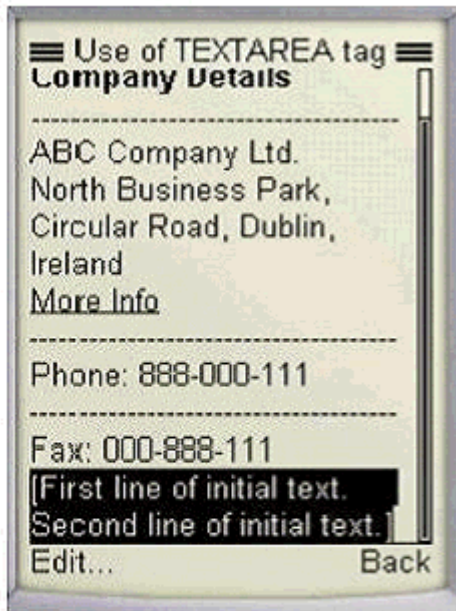 Use of TEXTAREA tag
Company Details
----------------------------------
ABC Company Ltd.
North Business Park,
Circular Road, Dublin,
Ireland
More Info
----------------------------------
Phone: 888-000-111
----------------------------------
Fax: 000-888-111
[First line of initial text.
Second line of initial text.]
Edit... Back